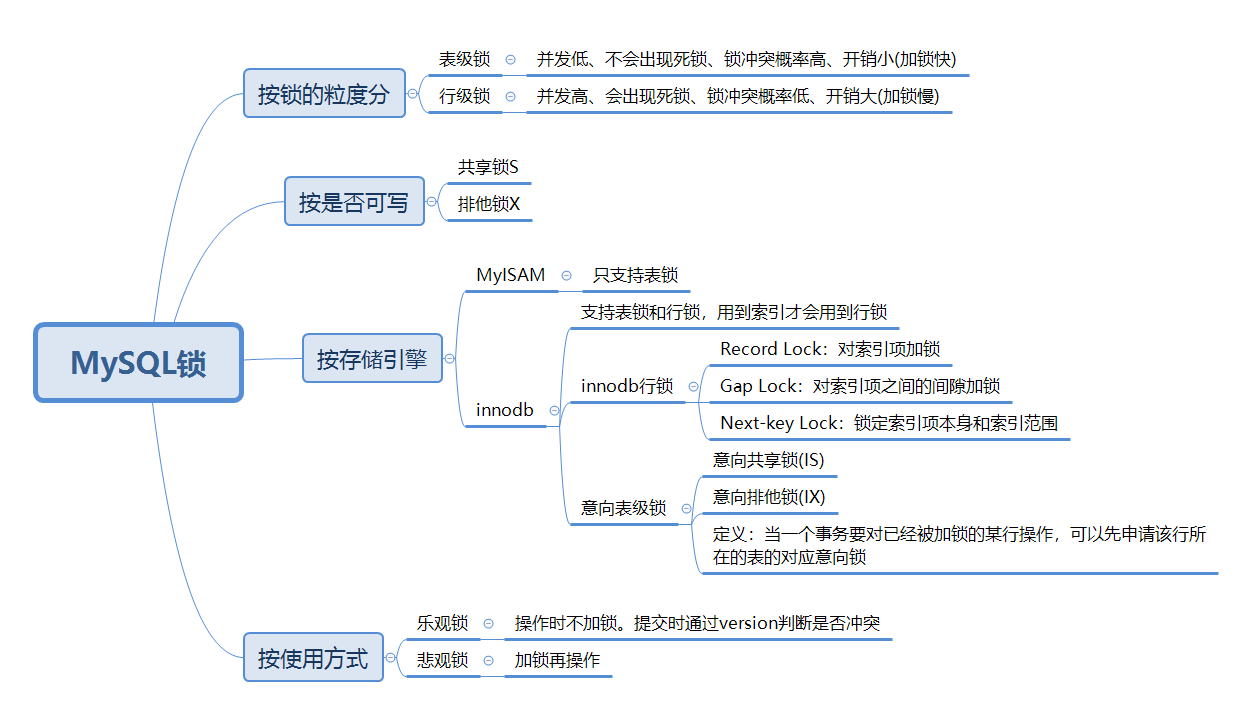 MySQL锁
按锁的粒度分
表级锁
并发低、不会出现死锁、锁冲突概率高、开销小(加锁快)
行级锁
并发高、会出现死锁、锁冲突概率低、开销大(加锁慢)
按是否可写
共享锁S
排他锁X
按存储引擎
MyISAM
只支持表锁
innodb
支持表锁和行锁，用到索引才会用到行锁
innodb行锁
Record Lock：对索引项加锁
Gap Lock：对索引项之间的间隙加锁
Next-key Lock：锁定索引项本身和索引范围
意向表级锁
意向共享锁(IS)
意向排他锁(IX)
定义：当一个事务要对已经被加锁的某行操作，可以先申请该行所
在的表的对应意向锁
按使用方式
乐观锁
操作时不加锁。提交时通过version判断是否冲突
悲观锁
加锁再操作